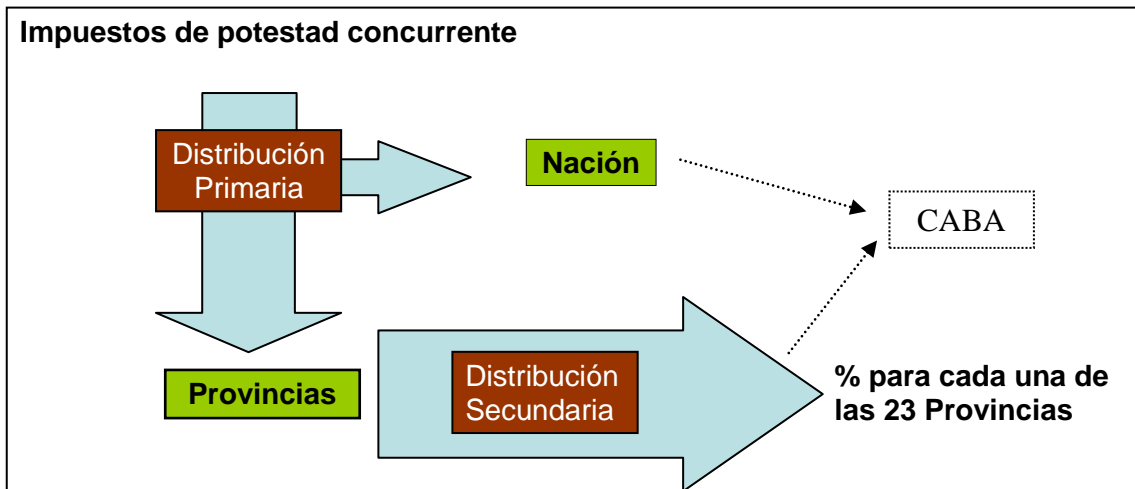 Impuestos de potestad concurrente
Distribución
Primaria
Nación
CABA
Provincias
Distribución
Secundaria
% para cada una de
las 23 Provincias